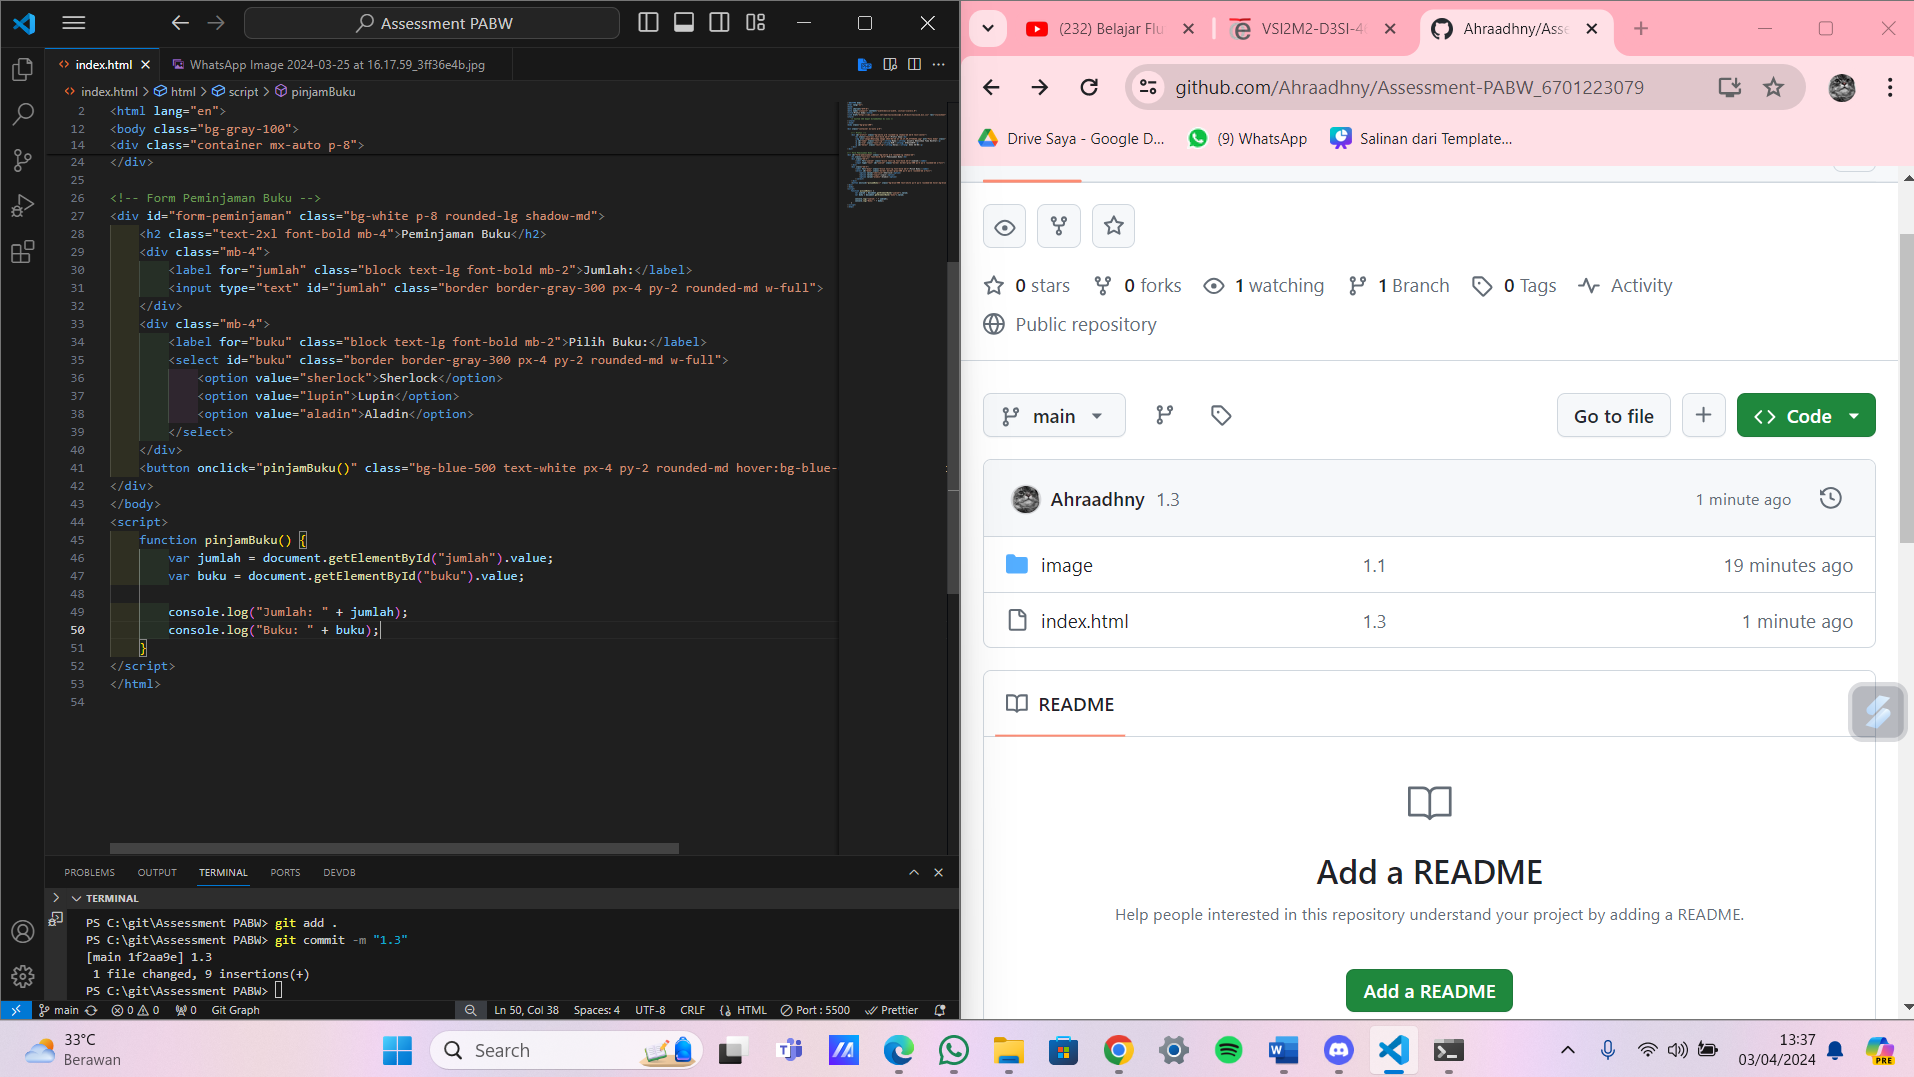 Assessment PABW
index.html
WhatsApp Image 2024-03-25 at 16.17.59_3ff36e4b.jpg
index.html > html > script > pinjamBuku
2 <html lang="en">
12 <body class="bg-gray-100">
14 <div class="container mx-auto p-8">
24 </div>
25
26 <!-- Form Peminjaman Buku -->
27 <div id="form-peminjaman" class="bg-white p-8 rounded-lg shadow-md">
28 <h2 class="text-2xl font-bold mb-4">Peminjaman Buku</h2>
29 <div class="mb-4">
30 <label for="jumlah" class="block text-lg font-bold mb-2">Jumlah:</label>
31 <input type="text" id="jumlah" class="border border-gray-300 px-4 py-2 rounded-md w-full">
32 </div>
33 <div class="mb-4">
34 <label for="buku" class="block text-lg font-bold mb-2">Pilih Buku:</label>
35 <select id="buku" class="border border-gray-300 px-4 py-2 rounded-md w-full">
36 <option value="sherlock">Sherlock</option>
37 <option value="lupin">Lupin</option>
38 <option value="aladin">Aladin</option>
39 </select>
40 </div>
41 <button onclick="pinjamBuku()" class="bg-blue-500 text-white px-4 py-2 rounded-md hover:bg-blue-
42 </div>
43 </body>
44 <script>
45 function pinjamBuku() {
46 var jumlah = document.getElementById("jumlah").value;
47 var buku = document.getElementById("buku").value;
48
49 console.log("Jumlah: " + jumlah);
50 console.log("Buku: " + buku);
51 }
52 </script>
53 </html>
54
PROBLEMS OUTPUT TERMINAL PORTS DEVDB
TERMINAL
PS C:\git\Assessment PABW> git add .
PS C:\git\Assessment PABW> git commit -m "1.3"
[main 1f2aa9e] 1.3
1 file changed, 9 insertions(+)
PS C:\git\Assessment PABW>
main 0 0 0 Git Graph Ln 50, Col 38 Spaces: 4 UTF-8 CRLF HTML Port : 5500 Prettier
(232) Belajar Flu
VSI2M2-D3SI-46
Ahraadhny/Asse
github.com/Ahraadhny/Assessment-PABW_6701223079
Drive Saya - Google D...
(9) WhatsApp
Salinan dari Template...
0 stars 0 forks 1 watching 1 Branch 0 Tags Activity
Public repository
main
Go to file
Code
Ahraadhny 1.3 1 minute ago
image 1.1 19 minutes ago
index.html 1.3 1 minute ago
README
Add a README
Help people interested in this repository understand your project by adding a README.
Add a README
33°C
Berawan
Search
13:37
03/04/2024
PRE